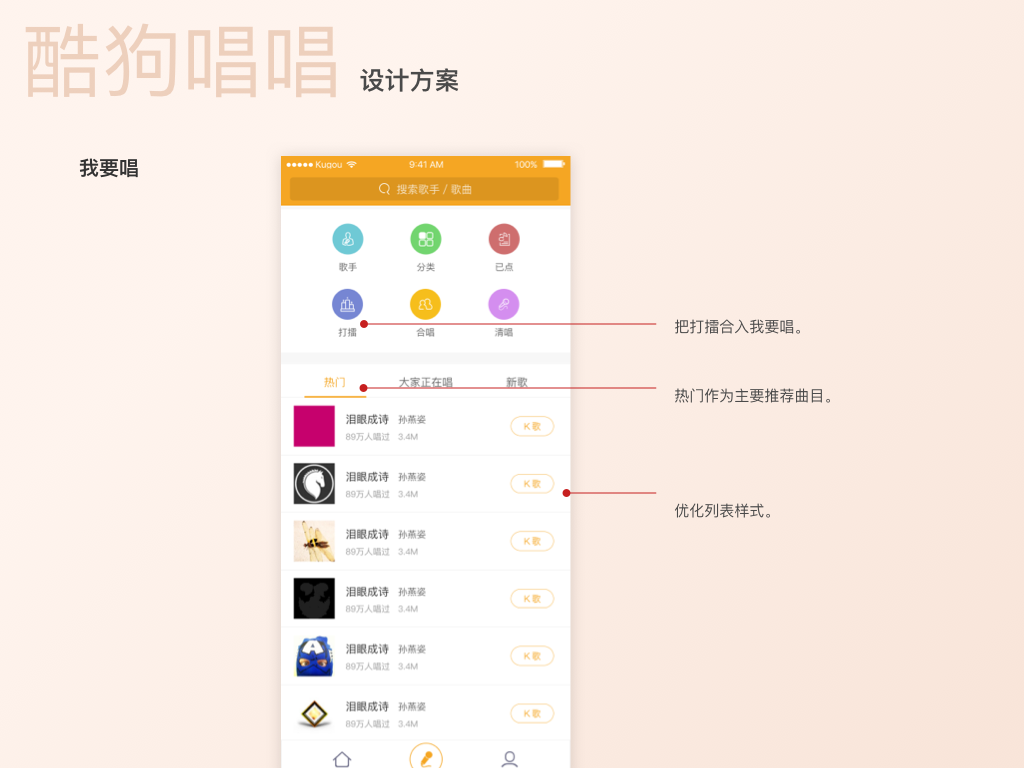 酷狗唱唱 设计方案
我要唱
Kugou 9:41 AM 100%
搜索歌手 / 歌曲
歌手 分类 已点
打擂 合唱 清唱
把打擂合入我要唱。
热门 大家正在唱 新歌
热门作为主要推荐曲目。
泪眼成诗 孙燕姿
89万人唱过 3.4M
K歌
泪眼成诗 孙燕姿
89万人唱过 3.4M
K歌
优化列表样式。
泪眼成诗 孙燕姿
89万人唱过 3.4M
K歌
泪眼成诗 孙燕姿
89万人唱过 3.4M
K歌
泪眼成诗 孙燕姿
89万人唱过 3.4M
K歌
泪眼成诗 孙燕姿
89万人唱过 3.4M
K歌